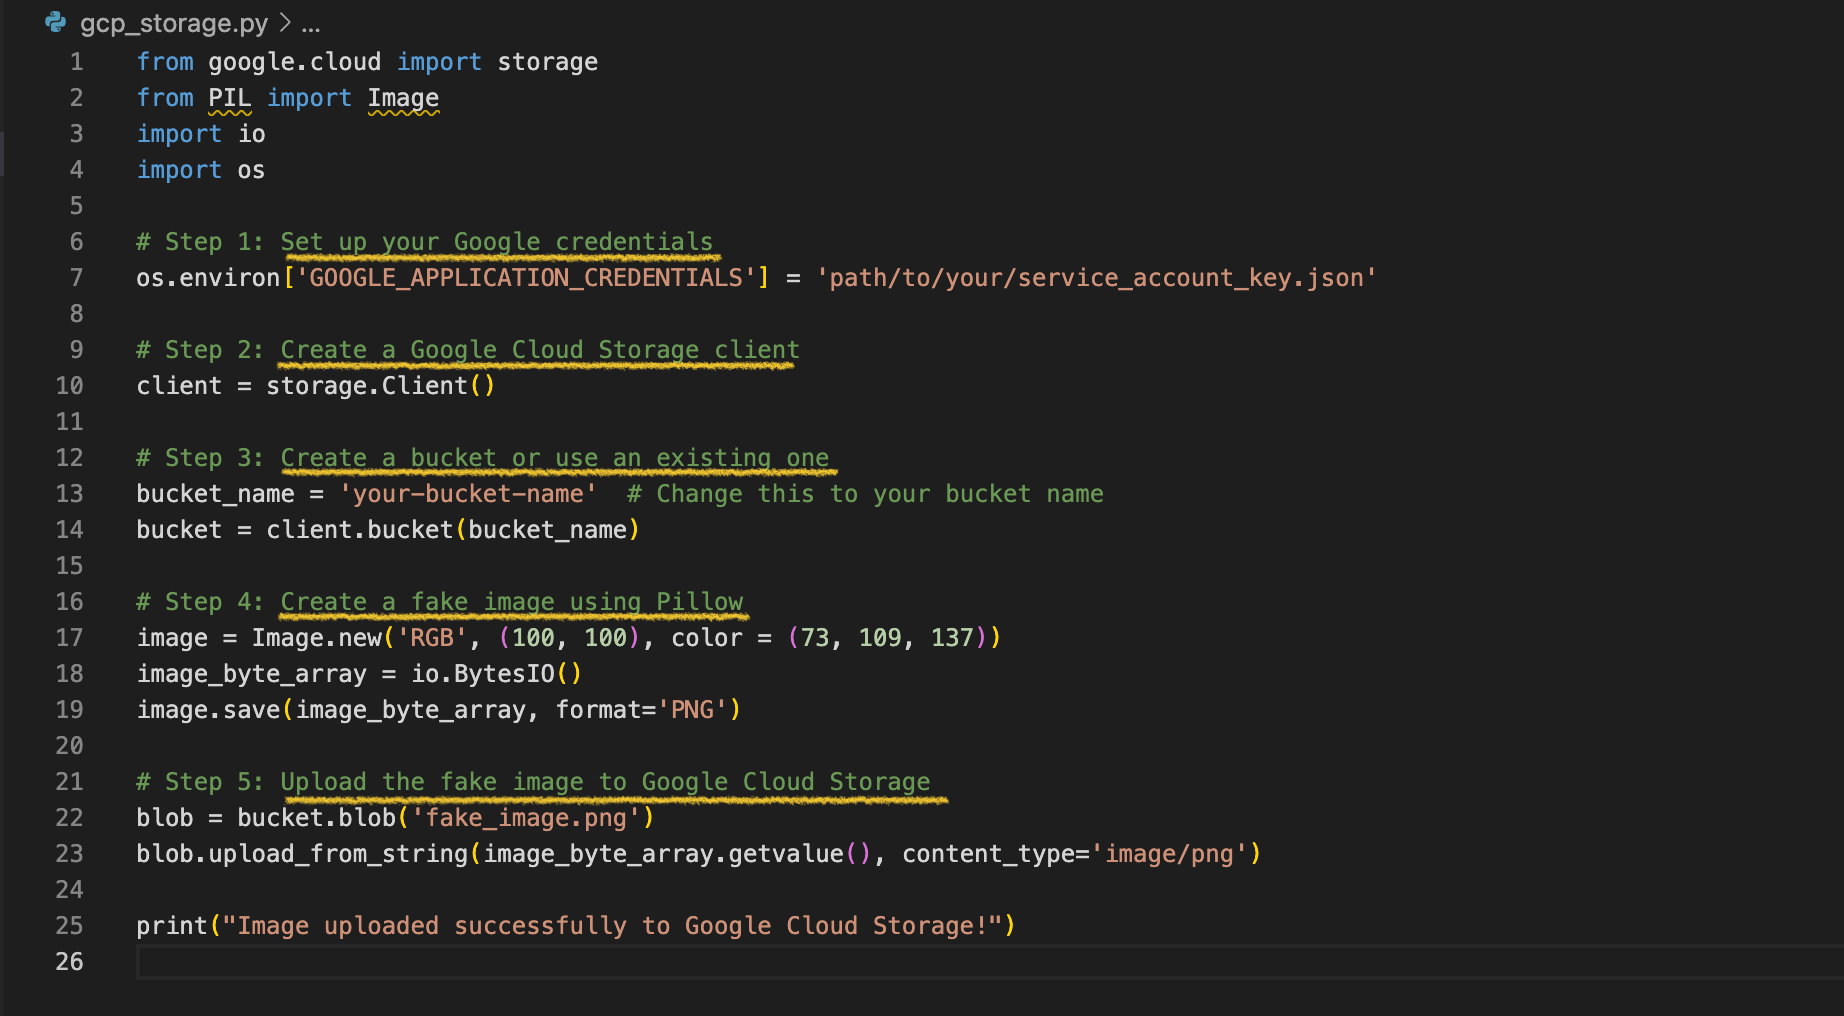 gcp_storage.py > ...
1 from google.cloud import storage
2 from PIL import Image
3 import io
4 import os
5
6 # Step 1: Set up your Google credentials
7 os.environ['GOOGLE_APPLICATION_CREDENTIALS'] = 'path/to/your/service_account_key.json'
8
9 # Step 2: Create a Google Cloud Storage client
10 client = storage.Client()
11
12 # Step 3: Create a bucket or use an existing one
13 bucket_name = 'your-bucket-name'  # Change this to your bucket name
14 bucket = client.bucket(bucket_name)
15
16 # Step 4: Create a fake image using Pillow
17 image = Image.new('RGB', (100, 100), color = (73, 109, 137))
18 image_byte_array = io.BytesIO()
19 image.save(image_byte_array, format='PNG')
20
21 # Step 5: Upload the fake image to Google Cloud Storage
22 blob = bucket.blob('fake_image.png')
23 blob.upload_from_string(image_byte_array.getvalue(), content_type='image/png')
24
25 print("Image uploaded successfully to Google Cloud Storage!")
26